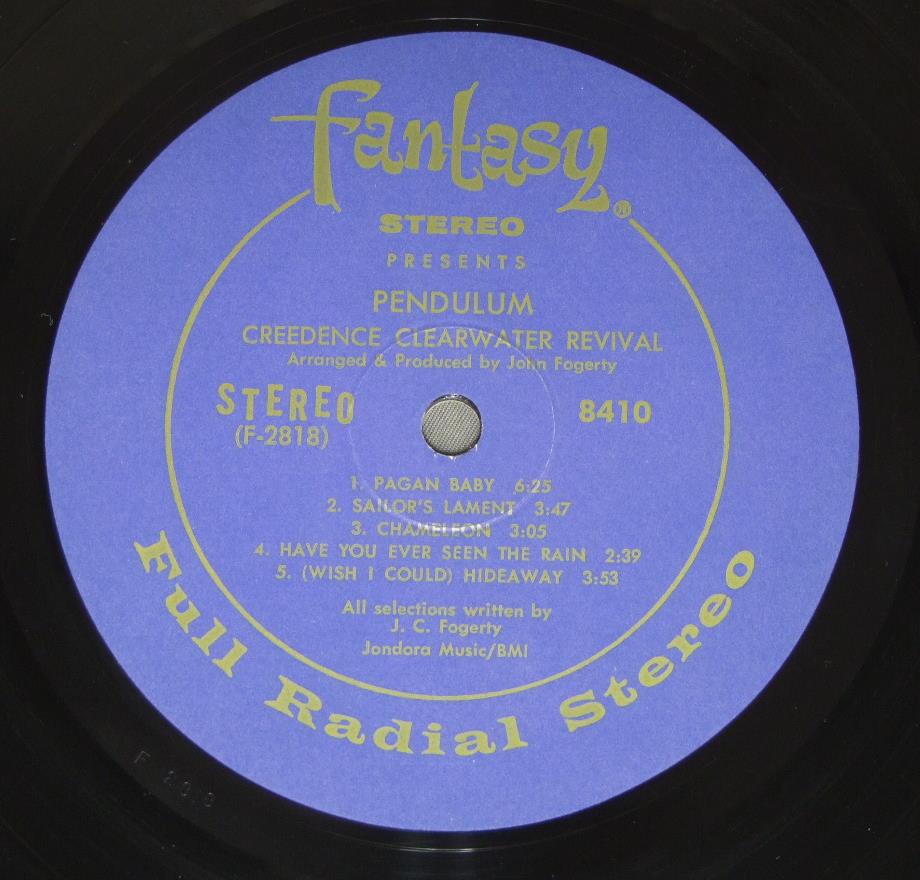 fantasy®
STEREO
PRESENTS
PENDULUM
CREEDENCE CLEARWATER REVIVAL
Arranged & Produced by John Fogerty
STEREO
(F-2818)
8410
1. PAGAN BABY 6:25
2. SAILOR'S LAMENT 3:47
3. CHAMELEON 3:05
4. HAVE YOU EVER SEEN THE RAIN 2:39
5. (WISH I COULD) HIDEAWAY 3:53
All selections written by
J. C. Fogerty
Jondora Music/BMI
Full Radial Stereo